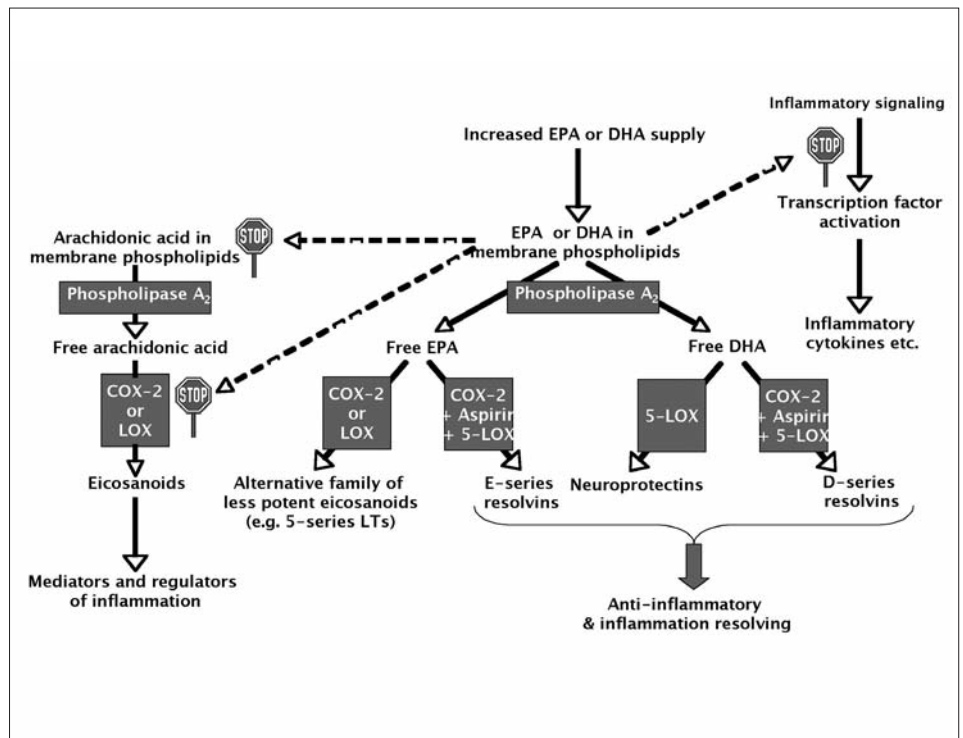 Inflammatory signaling
Increased EPA or DHA supply
STOP
Transcription factor
activation
Inflammatory
cytokines etc.
STOP
Arachidonic acid in
membrane phospholipids
EPA or DHA in
membrane phospholipids
Phospholipase A2
Phospholipase A2
Free arachidonic acid
Free EPA
Free DHA
COX-2
or
LOX
STOP
COX-2
or
LOX
COX-2
+ Aspirin
+ 5-LOX
5-LOX
COX-2
+ Aspirin
+ 5-LOX
Eicosanoids
Alternative family of
less potent eicosanoids
(e.g. 5-series LTs)
E-series
resolvins
Neuroprotectins
D-series
resolvins
Mediators and regulators
of inflammation
Anti-inflammatory
& inflammation resolving